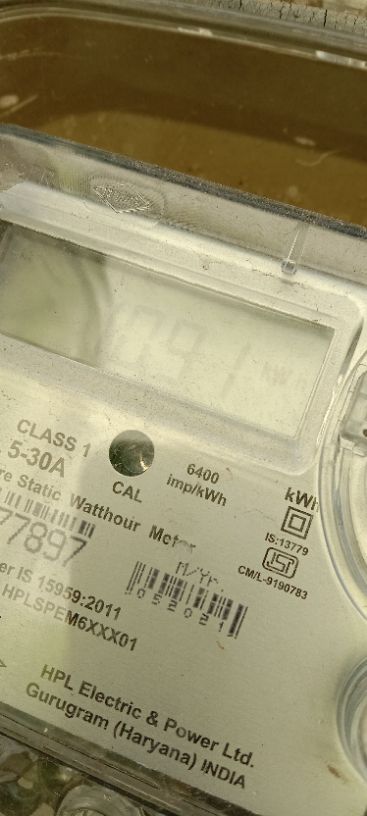 kWh
CLASS 1
5-30A
CAL
6400
imp/kWh
kWh
re Static Watthour Meter
IS:13779
77897
M/Yr
CM/L-9190783
er IS 15959:2011
HPLSPEM6XXX01
HPL Electric & Power Ltd.
Gurugram (Haryana) INDIA